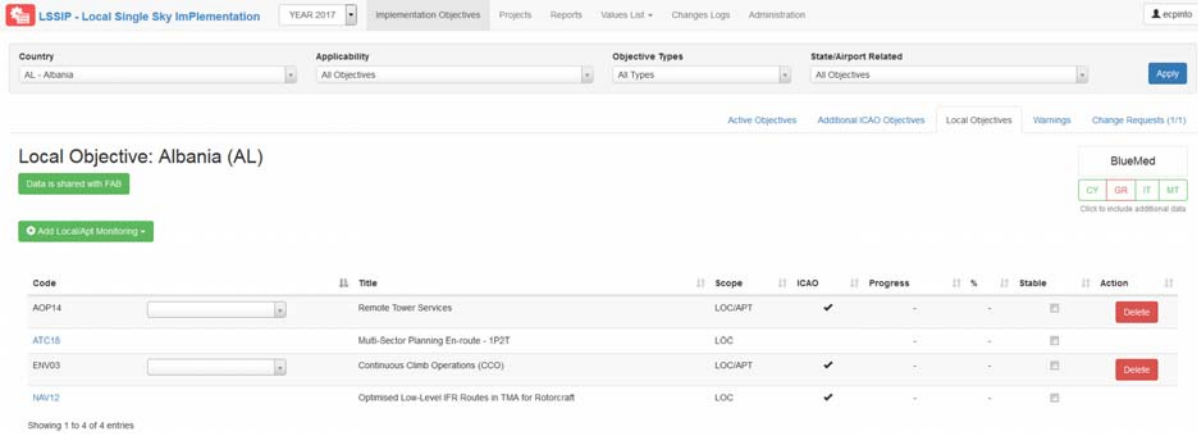 LSSIP - Local Single Sky ImPlementation YEAR 2017 Implementation Objectives Projects Reports Values List Changes Logs Administration ecpinto
Country Applicability Objective Types State/Airport Related
AL - Albania All Objectives All Types All Objectives Apply
Active Objectives Additional ICAO Objectives Local Objectives Warnings Change Requests (1/1)
Local Objective: Albania (AL) BlueMed
Data is shared with FAB CY GR IT MT
Click to include additional data
Add Local/Apt Monitoring
Code Title Scope ICAO Progress % Stable Action
AOP14 Remote Tower Services LOC/APT ✔ - - Delete
ATC18 Multi-Sector Planning En-route - 1P2T LOC - -
ENV03 Continuous Climb Operations (CCO) LOC/APT ✔ - - Delete
NAV12 Optimised Low-Level IFR Routes in TMA for Rotorcraft LOC ✔ - -
Showing 1 to 4 of 4 entries